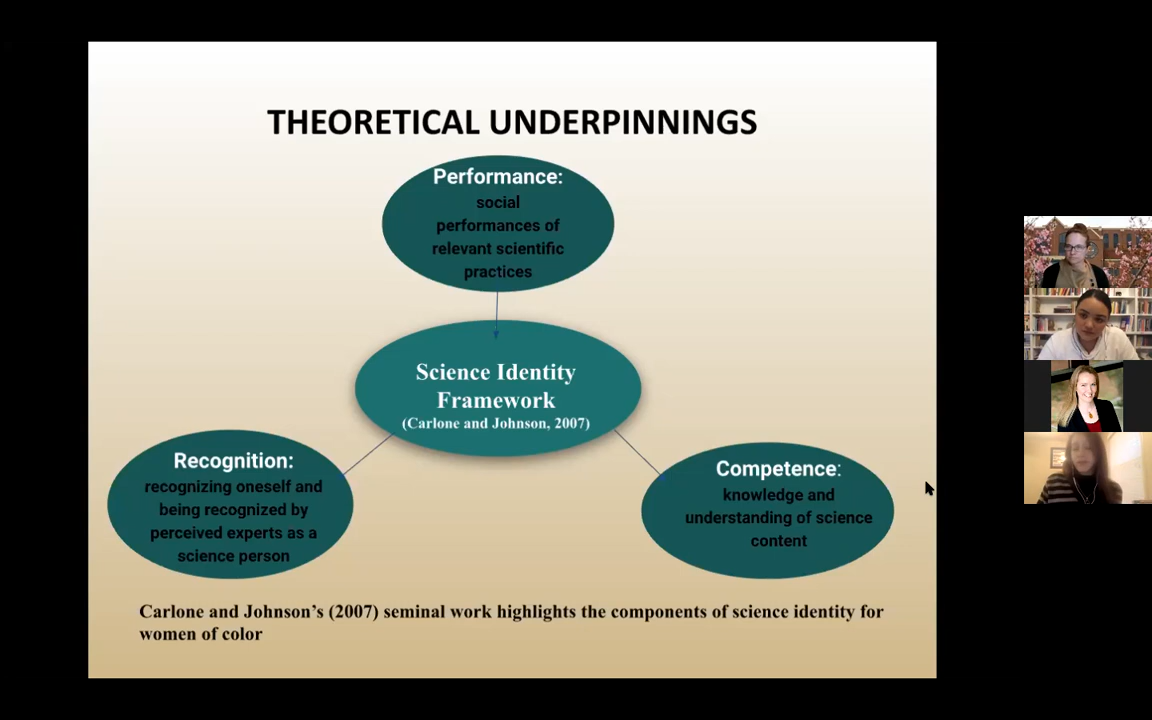 THEORETICAL UNDERPINNINGS
Performance:
social
performances of
relevant scientific
practices
Science Identity
Framework
(Carlone and Johnson, 2007)
Recognition:
recognizing oneself and
being recognized by
perceived experts as a
science person
Competence:
knowledge and
understanding of science
content
Carlone and Johnson’s (2007) seminal work highlights the components of science identity for
women of color